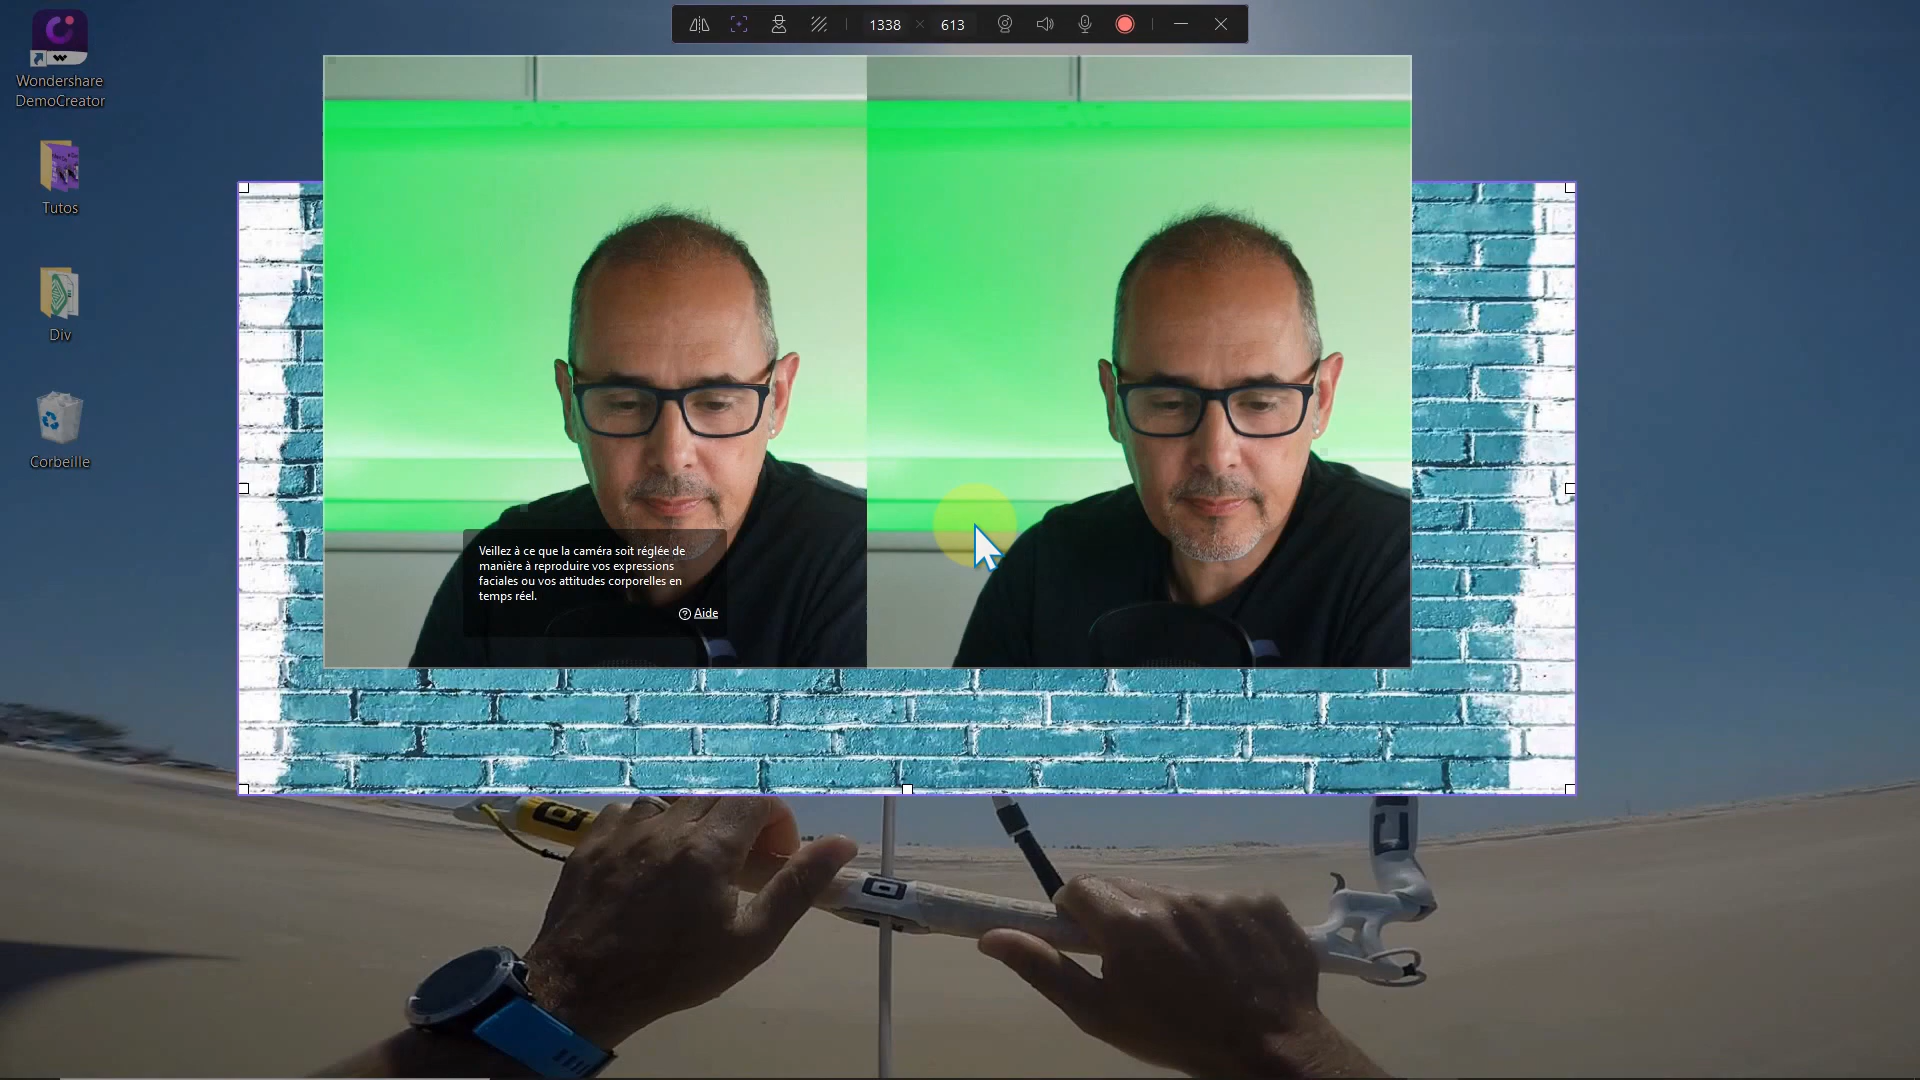 1338 × 613
Wondershare
DemoCreator
Tutos
Div
Corbeille
Veillez à ce que la caméra soit réglée de
manière à reproduire vos expressions
faciales ou vos attitudes corporelles en
temps réel.
Aide